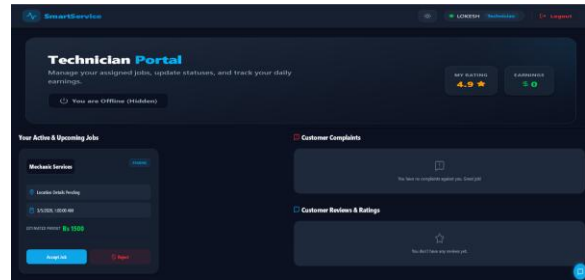 SmartService
LOKESH Technician
Logout
Technician Portal
Manage your assigned jobs, update statuses, and track your daily
earnings.
You are Offline (Hidden)
MY RATING
4.9
EARNINGS
$ 0
Your Active & Upcoming Jobs
Mechanic Services
Location Details Pending
ESTIMATED PAYOUT Rs 1500
Accept Job
Reject
Customer Complaints
You have no complaints against you. Great job!
Customer Reviews & Ratings
You don't have any reviews yet.